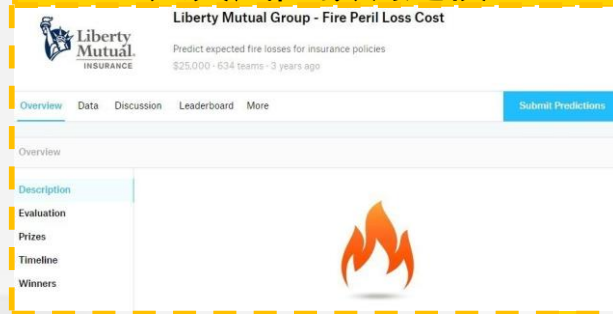 Liberty Mutual Group - Fire Peril Loss Cost
Liberty
Mutual.
INSURANCE
Predict expected fire losses for insurance policies
$25,000 · 634 teams · 3 years ago
Overview Data Discussion Leaderboard More Submit Predictions
Overview
Description
Evaluation
Prizes
Timeline
Winners